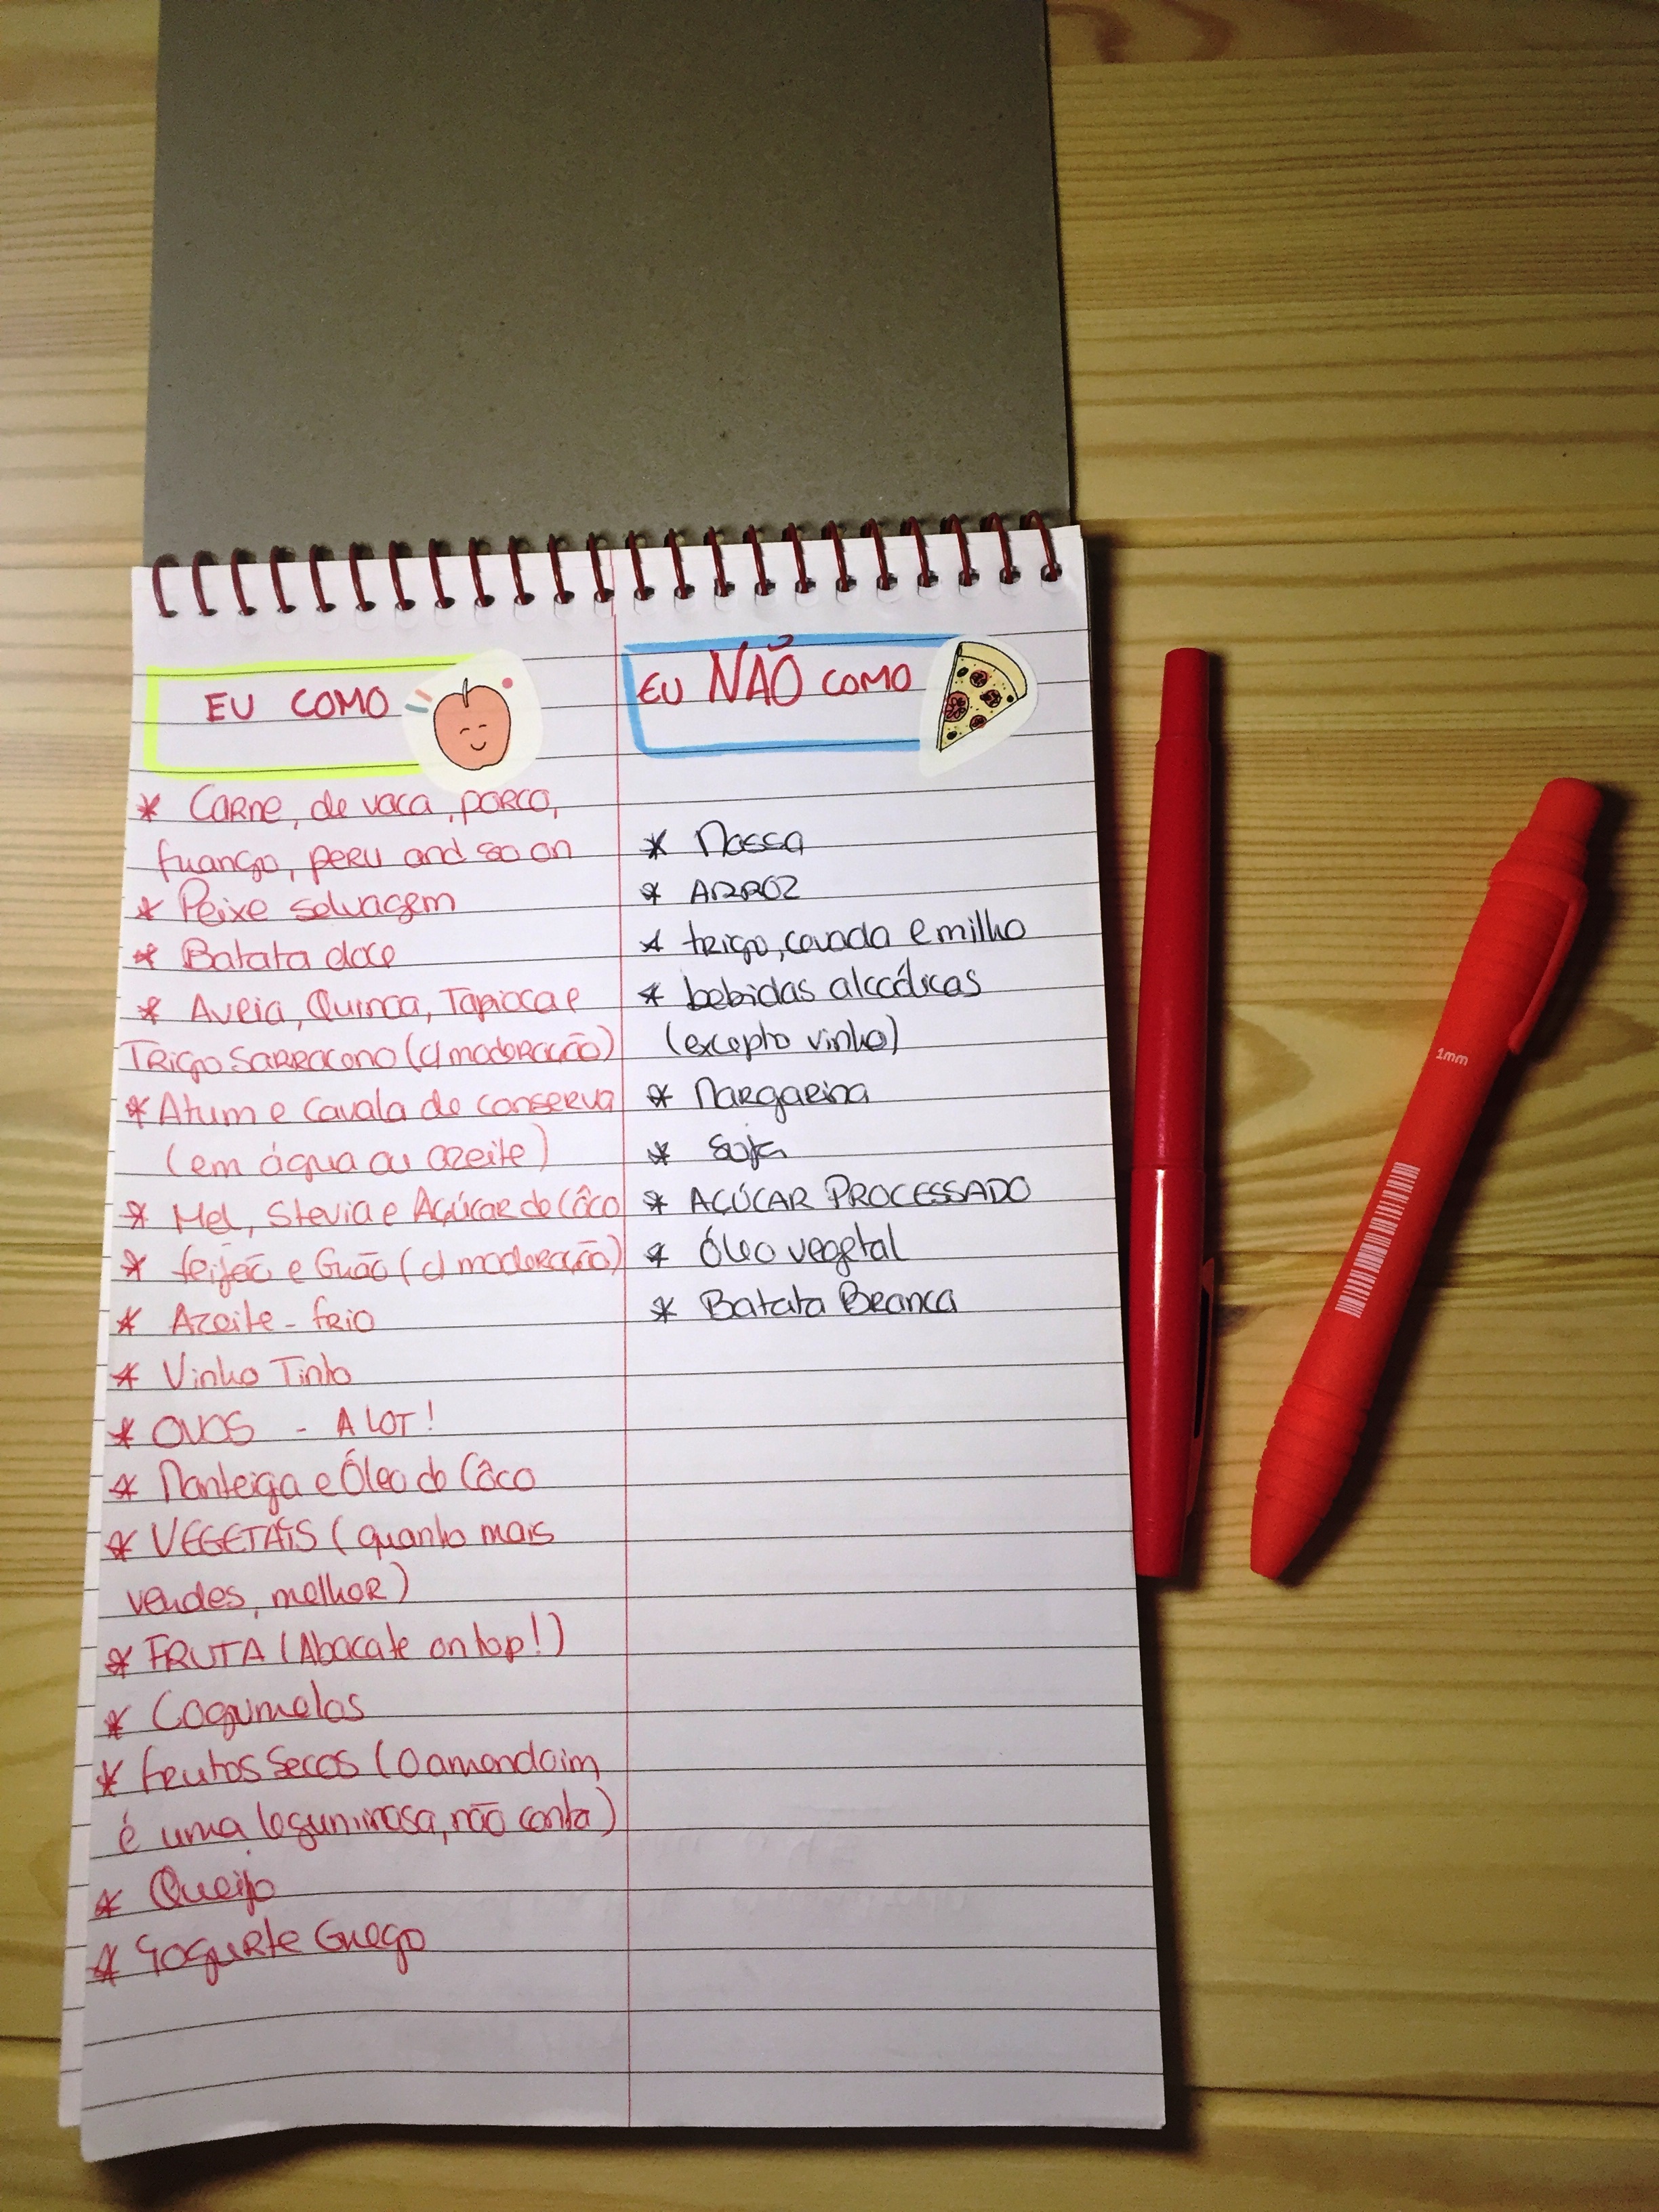 EU COMO
* Carne, de vaca, porco,
frango, peru and so on
* Peixe selvagem
* Batata doce
* Aveia, Quinoa, Tapioca e
Trigo Sarraceno (c/ moderação)
* Atum e cavala de conserva
(em água ou azeite)
* Mel, Stevia e Açúcar do Côco
* feijão e Grão (c/ moderação)
* Azeite - frio
* Vinho Tinto
* OVOS - A LOT!
* Manteiga e Óleo do Côco
* VEGETAIS (quanto mais
verdes, melhor)
* FRUTA (Abacate on top!)
* Cogumelos
* Frutos Secos (o amendoim
é uma leguminosa, não conta)
* Queijo
* Iogurte Grego
EU NÃO COMO
* Massa
* ARROZ
* trigo, cevada e milho
* bebidas alcoólicas
(excepto vinho)
* Margarina
* soja
* AÇÚCAR PROCESSADO
* Óleo vegetal
* Batata Branca
1mm